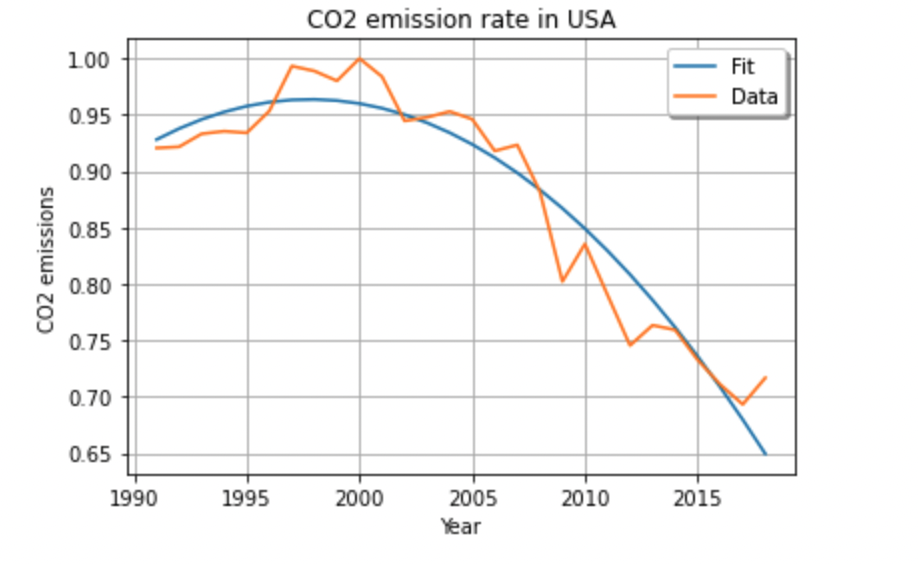 CO2 emission rate in USA
Fit
Data
1.00
0.95
0.90
0.85
0.80
0.75
0.70
0.65
CO2 emissions
1990 1995 2000 2005 2010 2015
Year